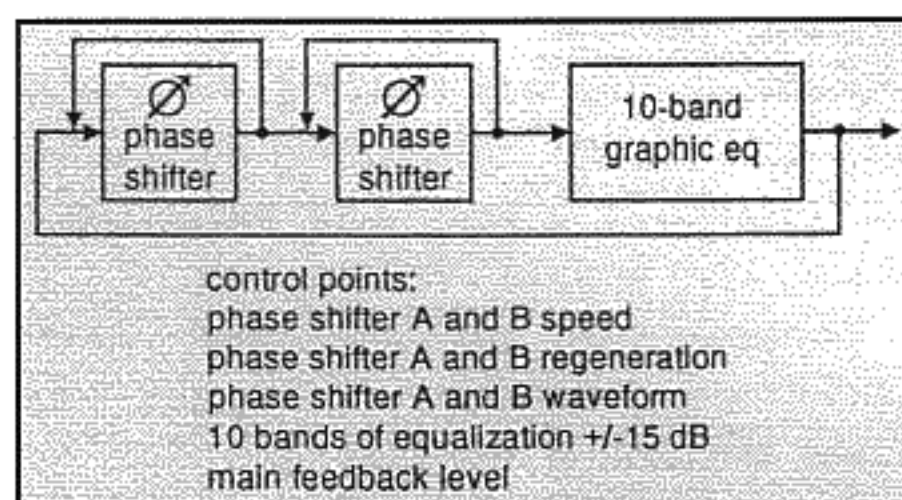 phase
shifter
phase
shifter
10-band
graphic eq
control points:
phase shifter A and B speed
phase shifter A and B regeneration
phase shifter A and B waveform
10 bands of equalization +/-15 dB
main feedback level